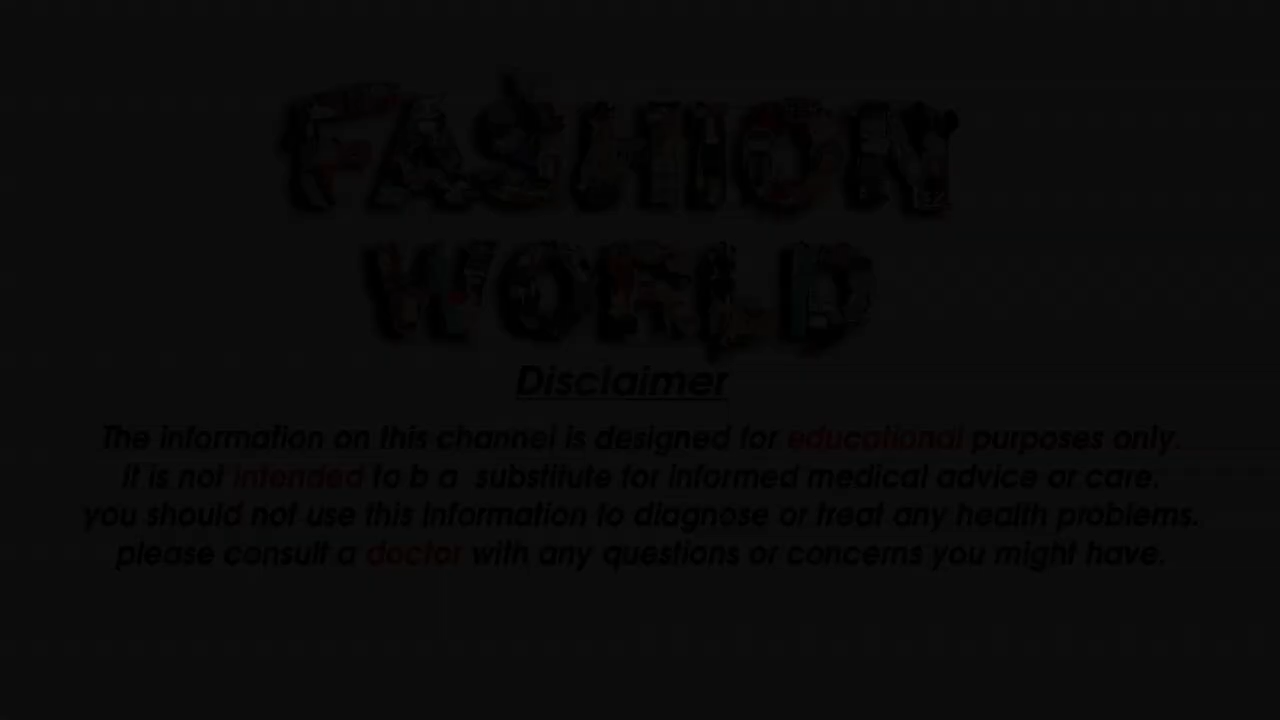 FASHION
WORLD
Disclaimer
The information on this channel is designed for educational purposes only.
It is not intended to b a substitute for informed medical advice or care.
you should not use this information to diagnose or treat any health problems.
please consult a doctor with any questions or concerns you might have.